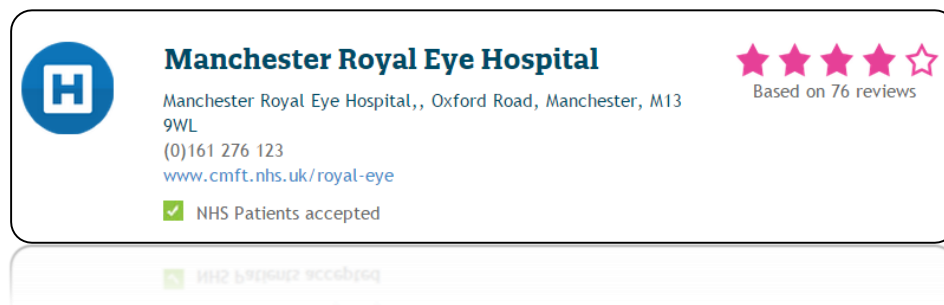 H
Manchester Royal Eye Hospital
Based on 76 reviews
Manchester Royal Eye Hospital,, Oxford Road, Manchester, M13
9WL
(0)161 276 123
www.cmft.nhs.uk/royal-eye
NHS Patients accepted